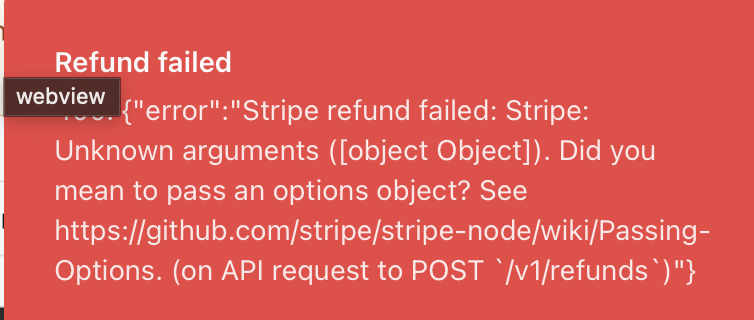 Refund failed
webview
{"error":"Stripe refund failed: Stripe:
Unknown arguments ([object Object]). Did you
mean to pass an options object? See
https://github.com/stripe/stripe-node/wiki/Passing-
Options. (on API request to POST `/v1/refunds`)"}